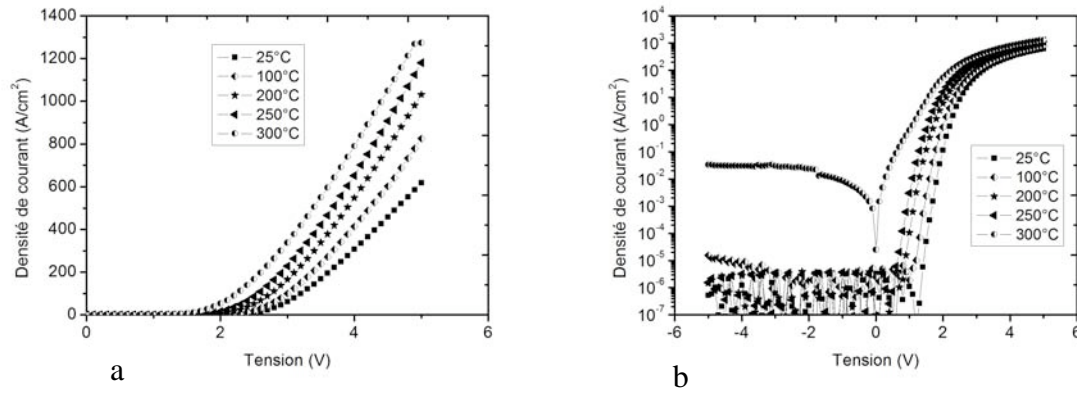 1400
1200
1000
800
600
400
200
0
0 2 4 6
Densité de courant (A/cm²)
Tension (V)
25°C
100°C
200°C
250°C
300°C
a
10⁴
10³
10²
10¹
10⁰
10⁻¹
10⁻²
10⁻³
10⁻⁴
10⁻⁵
10⁻⁶
10⁻⁷
-6 -4 -2 0 2 4 6
Densité de courant (A/cm²)
Tension (V)
25°C
100°C
200°C
250°C
300°C
b